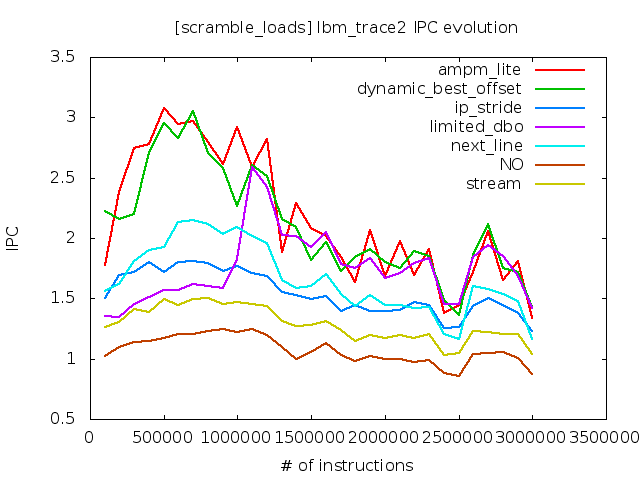 [scramble_loads] lbm_trace2 IPC evolution
3.5
3
2.5
2
1.5
1
0.5
IPC
ampm_lite
dynamic_best_offset
ip_stride
limited_dbo
next_line
NO
stream
0 500000 1000000 1500000 2000000 2500000 3000000 3500000
# of instructions